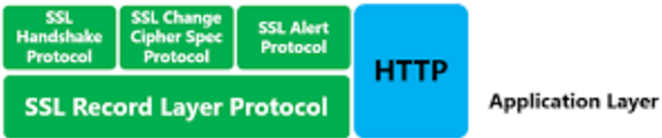 SSL
Handshake
Protocol
SSL Change
Cipher Spec
Protocol
SSL Alert
Protocol
HTTP
SSL Record Layer Protocol
Application Layer